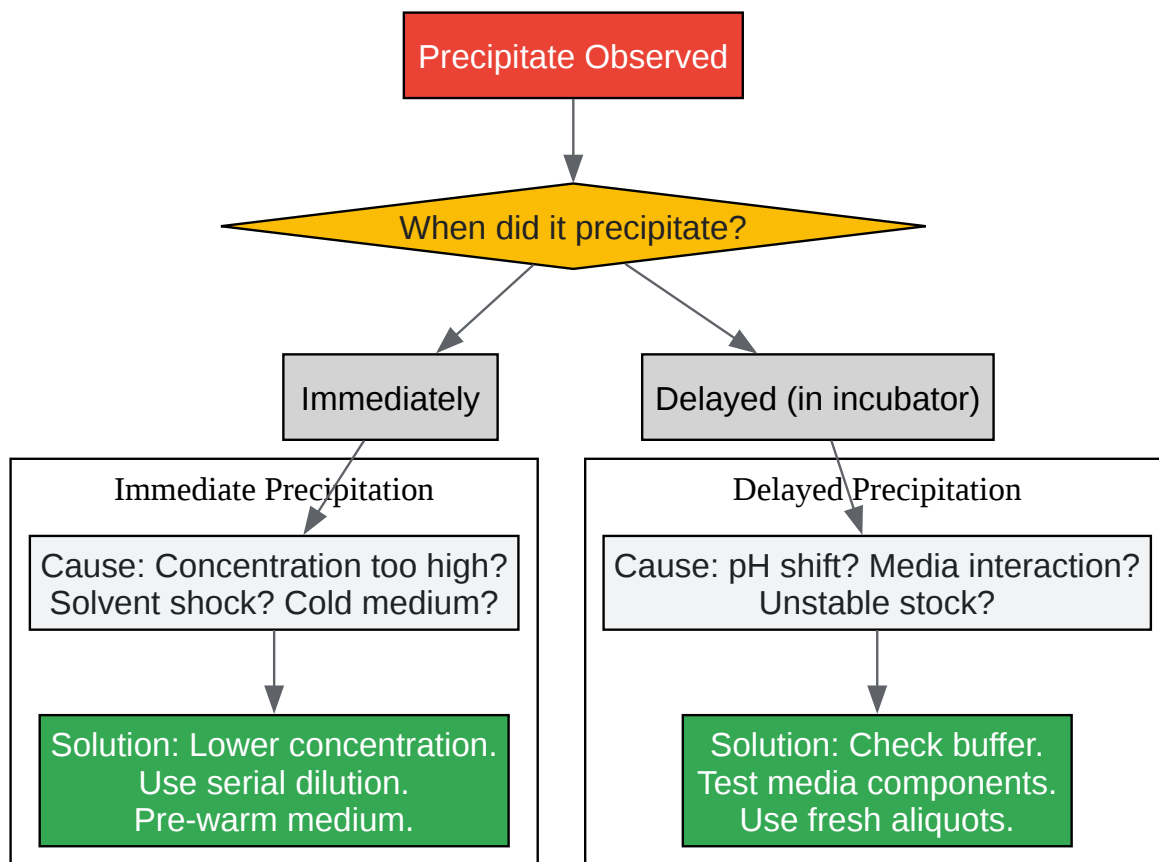 Precipitate Observed
When did it precipitate?
Immediately
Delayed (in incubator)
Immediate Precipitation
Cause: Concentration too high?
Solvent shock? Cold medium?
Solution: Lower concentration.
Use serial dilution.
Pre-warm medium.
Delayed Precipitation
Cause: pH shift? Media interaction?
Unstable stock?
Solution: Check buffer.
Test media components.
Use fresh aliquots.